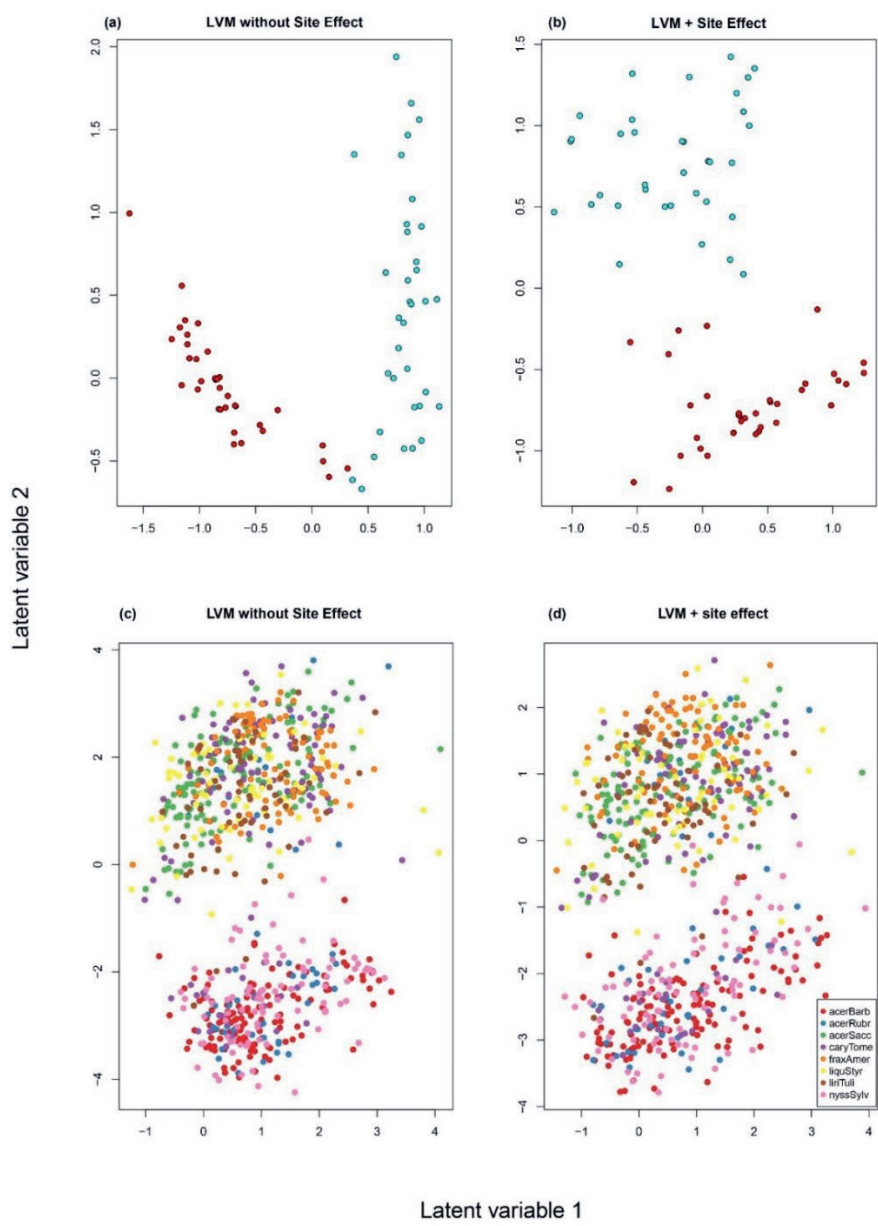 (a) LVM without Site Effect
(b) LVM + Site Effect
2.0
1.5
1.0
0.5
0.0
−0.5
−1.5 −1.0 −0.5 0.0 0.5 1.0
1.5
1.0
0.5
0.0
−0.5
−1.0
−1.0 −0.5 0.0 0.5 1.0
Latent variable 2
(c) LVM without Site Effect
(d) LVM + site effect
4
2
0
−2
−4
−1 0 1 2 3 4
2
1
0
−1
−2
−3
−4
−1 0 1 2 3 4
acerBarb
acerRubr
acerSacc
caryTome
fraxAmer
liquStyr
liriTuli
nyssSylv
Latent variable 1